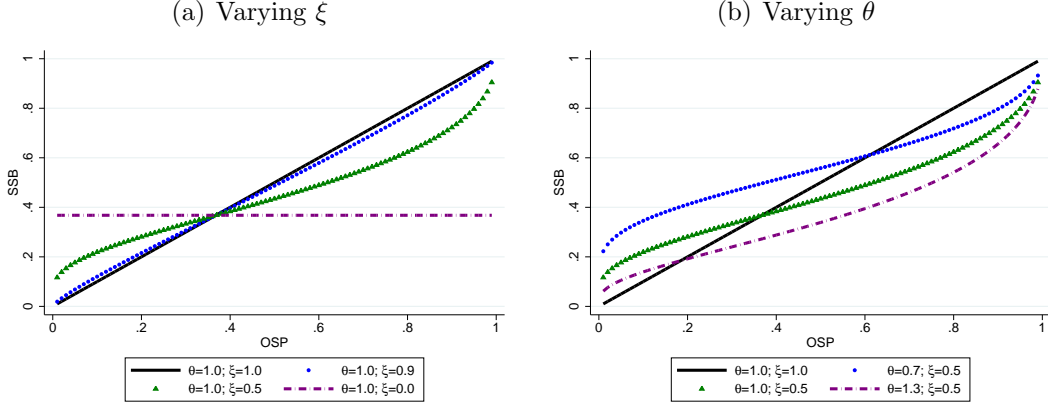 (a) Varying ξ
1
.8
.6
.4
.2
0
SSB
0 .2 .4 .6 .8 1
OSP
θ=1.0; ξ=1.0 θ=1.0; ξ=0.9
θ=1.0; ξ=0.5 θ=1.0; ξ=0.0
(b) Varying θ
1
.8
.6
.4
.2
0
SSB
0 .2 .4 .6 .8 1
OSP
θ=1.0; ξ=1.0 θ=0.7; ξ=0.5
θ=1.0; ξ=0.5 θ=1.3; ξ=0.5